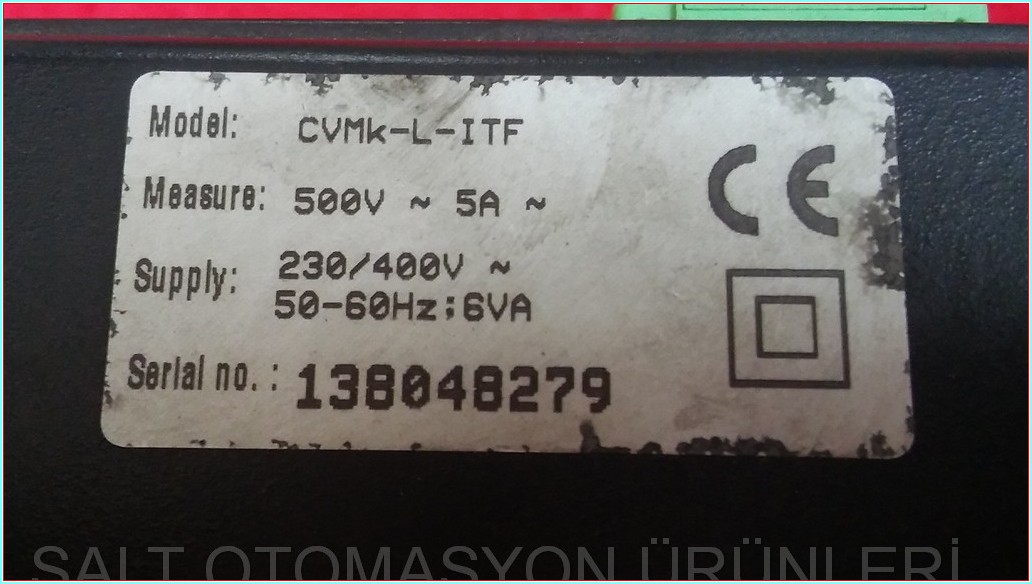 Model: CVMk-L-ITF
Measure: 500V ~ 5A ~
Supply: 230/400V ~
50-60Hz;6VA
Serial no. : 138048279
CE
SALT OTOMASYON ÜRÜNLERİ